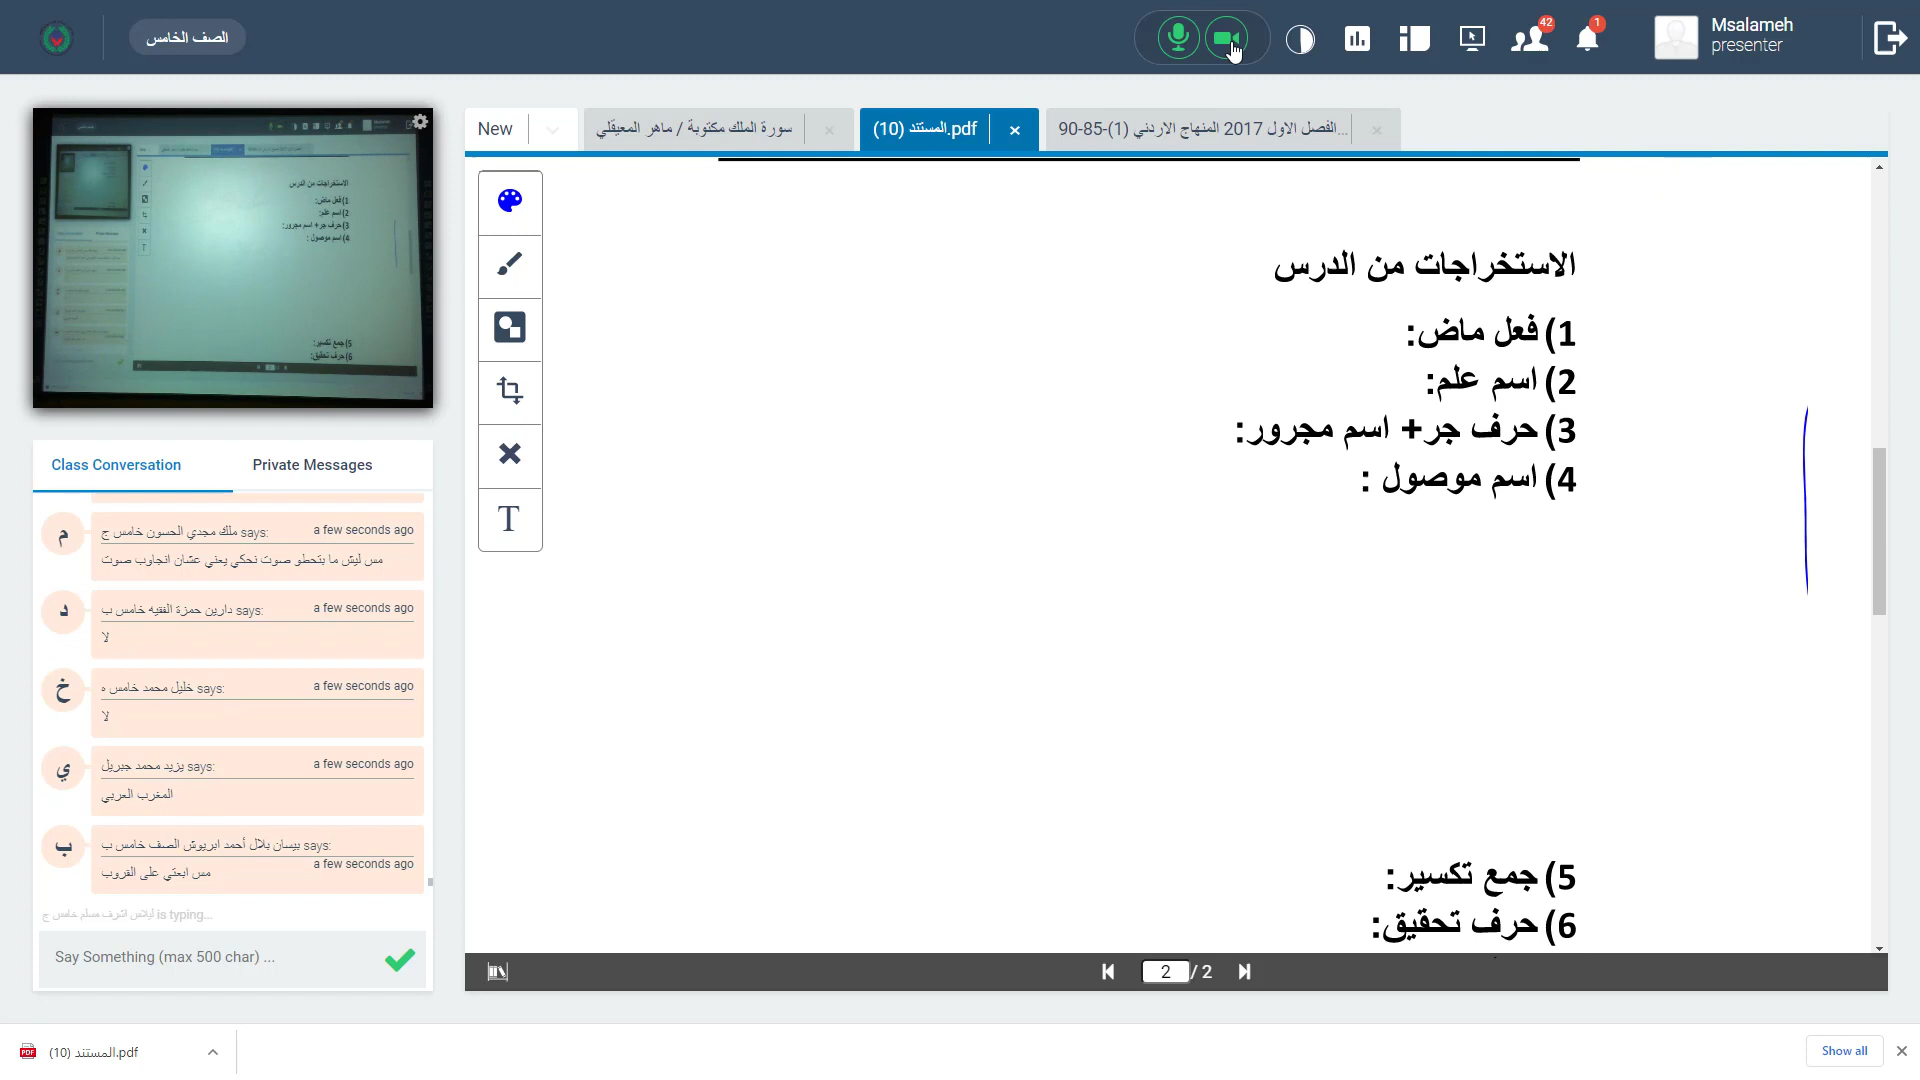 الصف الخامس
42
1
Msalameh
presenter
New
سورة الملك مكتوبة / ماهر المعيقلي
المستند (10).pdf
...الفصل الاول 2017 المنهاج الاردني (1)-85-90
الاستخراجات من الدرس
1) فعل ماض:
2) اسم علم:
3) حرف جر+ اسم مجرور:
4) اسم موصول :
5) جمع تكسير:
6) حرف تحقيق:
T
Class Conversation
Private Messages
م
ملك مجدي الحسون خامس ج says:
a few seconds ago
مس ليش ما بتحطو صوت نحكي يعني عشان انجاوب صوت
د
دارين حمزة الفقيه خامس ب says:
a few seconds ago
لا
خ
خليل محمد خامس ه says:
a few seconds ago
لا
ي
يزيد محمد جبريل says:
a few seconds ago
المغرب العربي
ب
بيسان بلال أحمد ابريوش الصف خامس ب says:
a few seconds ago
مس ابعتي على القروب
ليلاس اشرف مسلم خامس ج is typing...
Say Something (max 500 char) ...
2 / 2
المستند (10).pdf
Show all